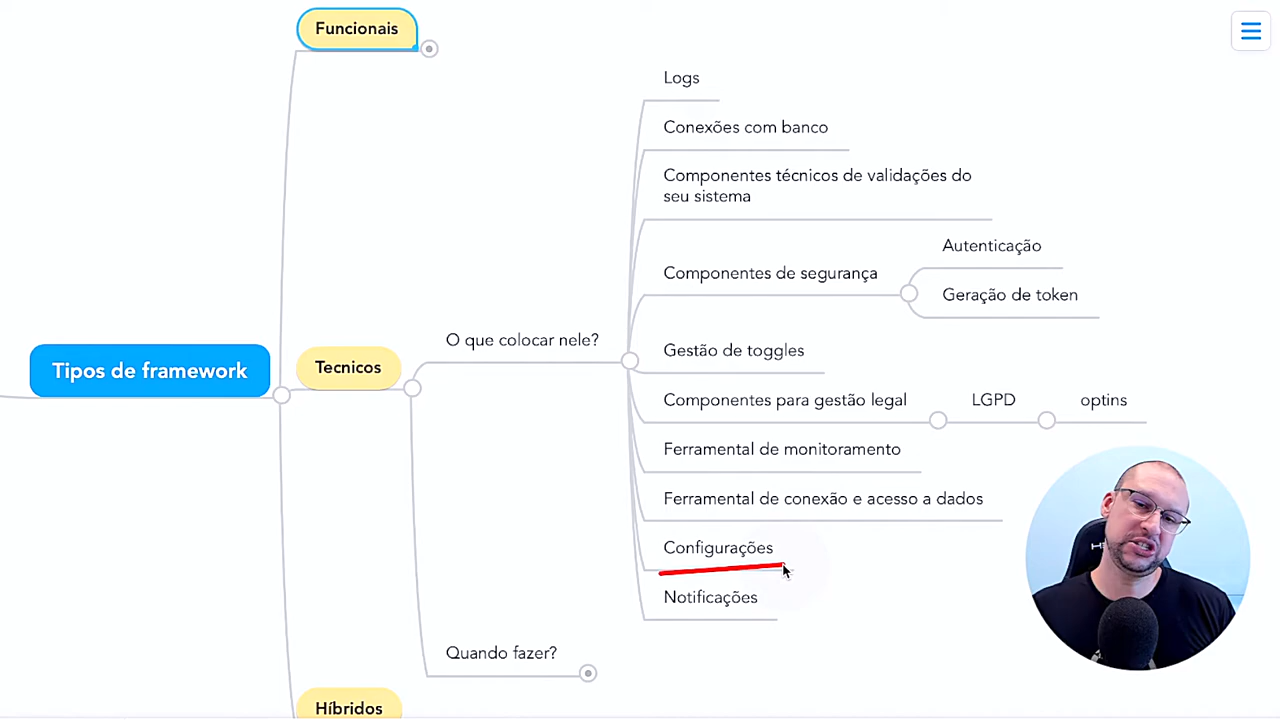 Funcionais
Logs
Conexões com banco
Componentes técnicos de validações do
seu sistema
Autenticação
Componentes de segurança
Geração de token
O que colocar nele?
Gestão de toggles
Tipos de framework
Tecnicos
Componentes para gestão legal
LGPD
optins
Ferramental de monitoramento
Ferramental de conexão e acesso a dados
Configurações
Notificações
Quando fazer?
Híbridos